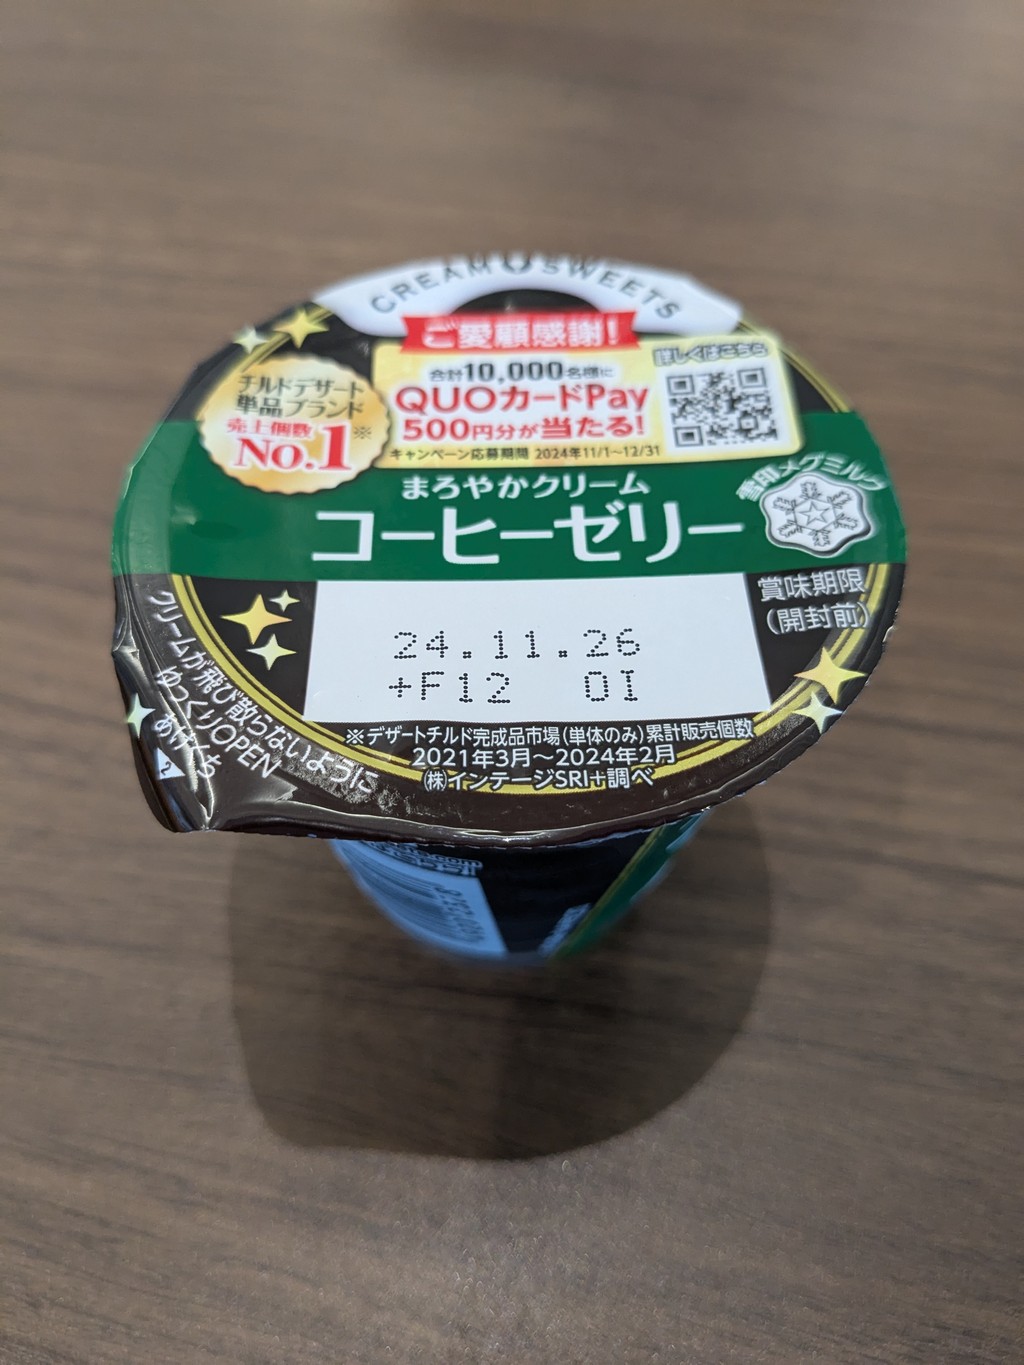 CREAM SWEETS
ご愛顧感謝!
チルドデザート
単品ブランド
売上個数
No.1※
合計10,000名様に
QUOカードPay
500円分が当たる!
キャンペーン応募期間 2024年11/1~12/31
詳しくはこちら
雪印メグミルク
まろやかクリーム
コーヒーゼリー
賞味期限
(開封前)
24.11.26
+F12 0I
クリームが飛び散らないように
ゆっくりOPEN
あけくち
2
※デザートチルド完成品市場(単体のみ)累計販売個数
2021年3月~2024年2月
(株)インテージSRI+調べ